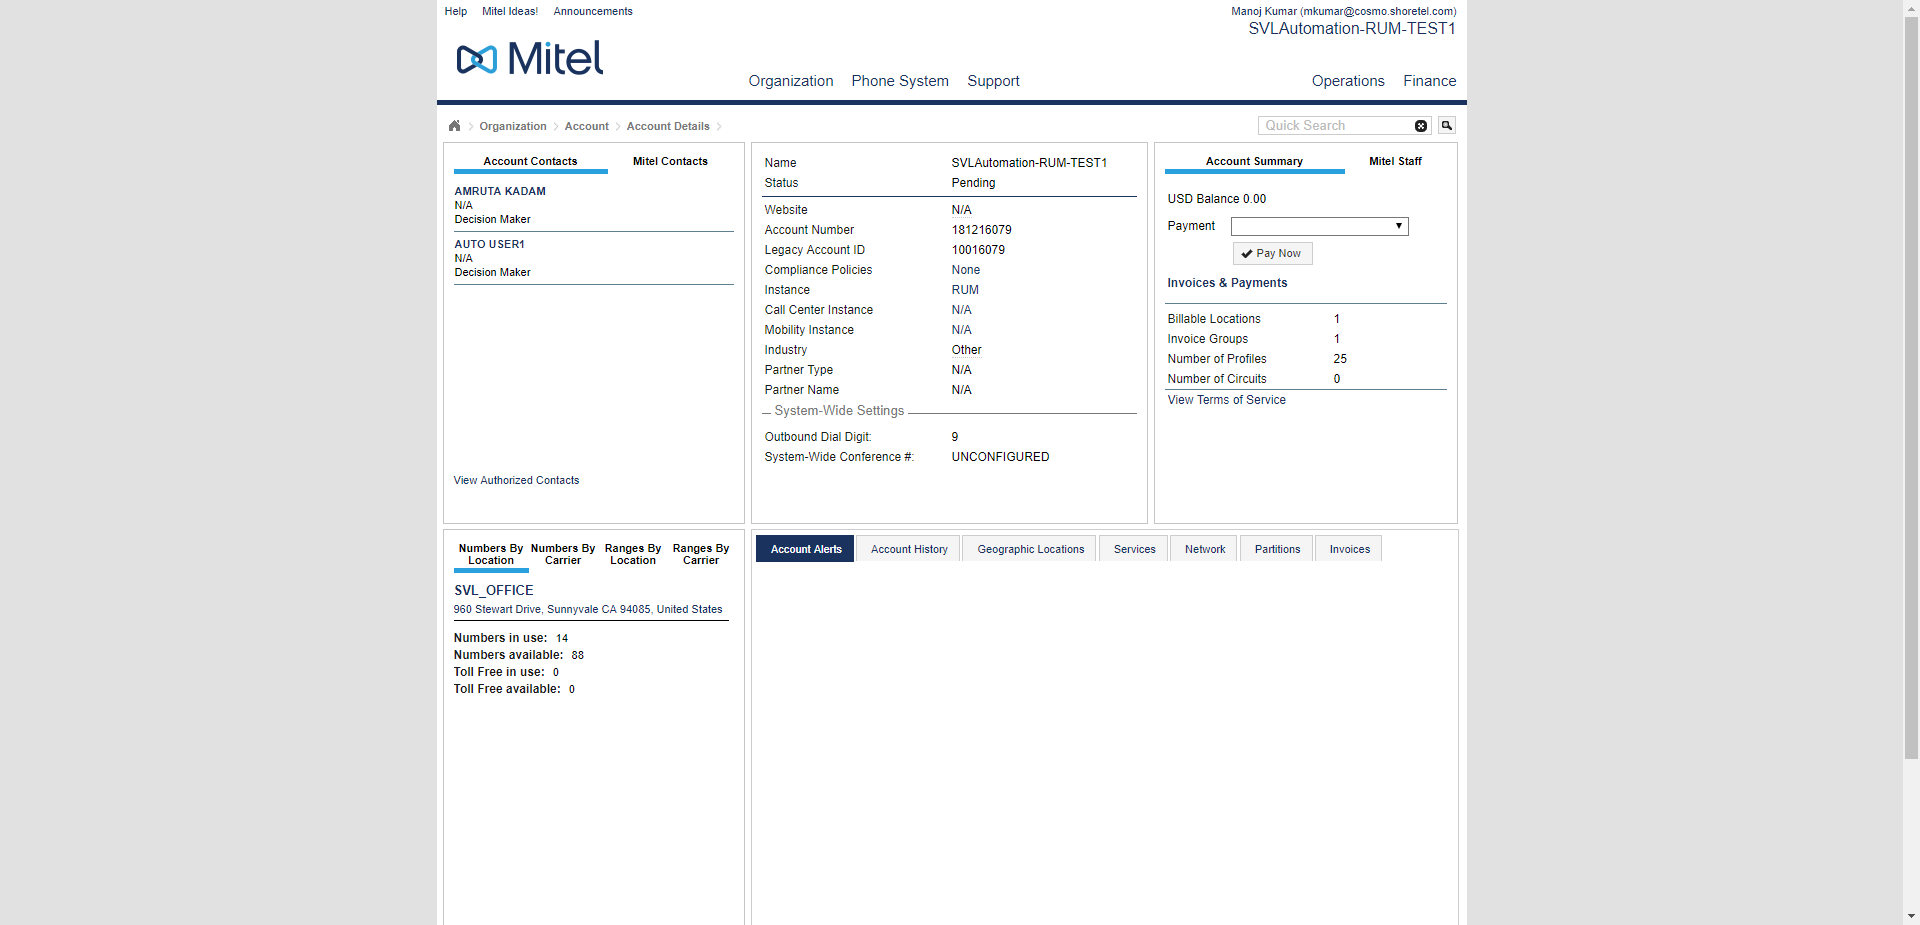 Help Mitel Ideas! Announcements
Manoj Kumar (mkumar@cosmo.shoretel.com)
SVLAutomation-RUM-TEST1
Mitel
Organization Phone System Support Operations Finance
Organization Account Account Details
Quick Search
Account Contacts Mitel Contacts
AMRUTA KADAM
N/A
Decision Maker
AUTO USER1
N/A
Decision Maker
View Authorized Contacts
Name SVLAutomation-RUM-TEST1
Status Pending
Website N/A
Account Number 181216079
Legacy Account ID 10016079
Compliance Policies None
Instance RUM
Call Center Instance N/A
Mobility Instance N/A
Industry Other
Partner Type N/A
Partner Name N/A
System-Wide Settings
Outbound Dial Digit: 9
System-Wide Conference #: UNCONFIGURED
Account Summary Mitel Staff
USD Balance 0.00
Payment
Pay Now
Invoices & Payments
Billable Locations 1
Invoice Groups 1
Number of Profiles 25
Number of Circuits 0
View Terms of Service
Numbers By Location Numbers By Carrier Ranges By Location Ranges By Carrier
SVL_OFFICE
960 Stewart Drive, Sunnyvale CA 94085, United States
Numbers in use: 14
Numbers available: 88
Toll Free in use: 0
Toll Free available: 0
Account Alerts Account History Geographic Locations Services Network Partitions Invoices